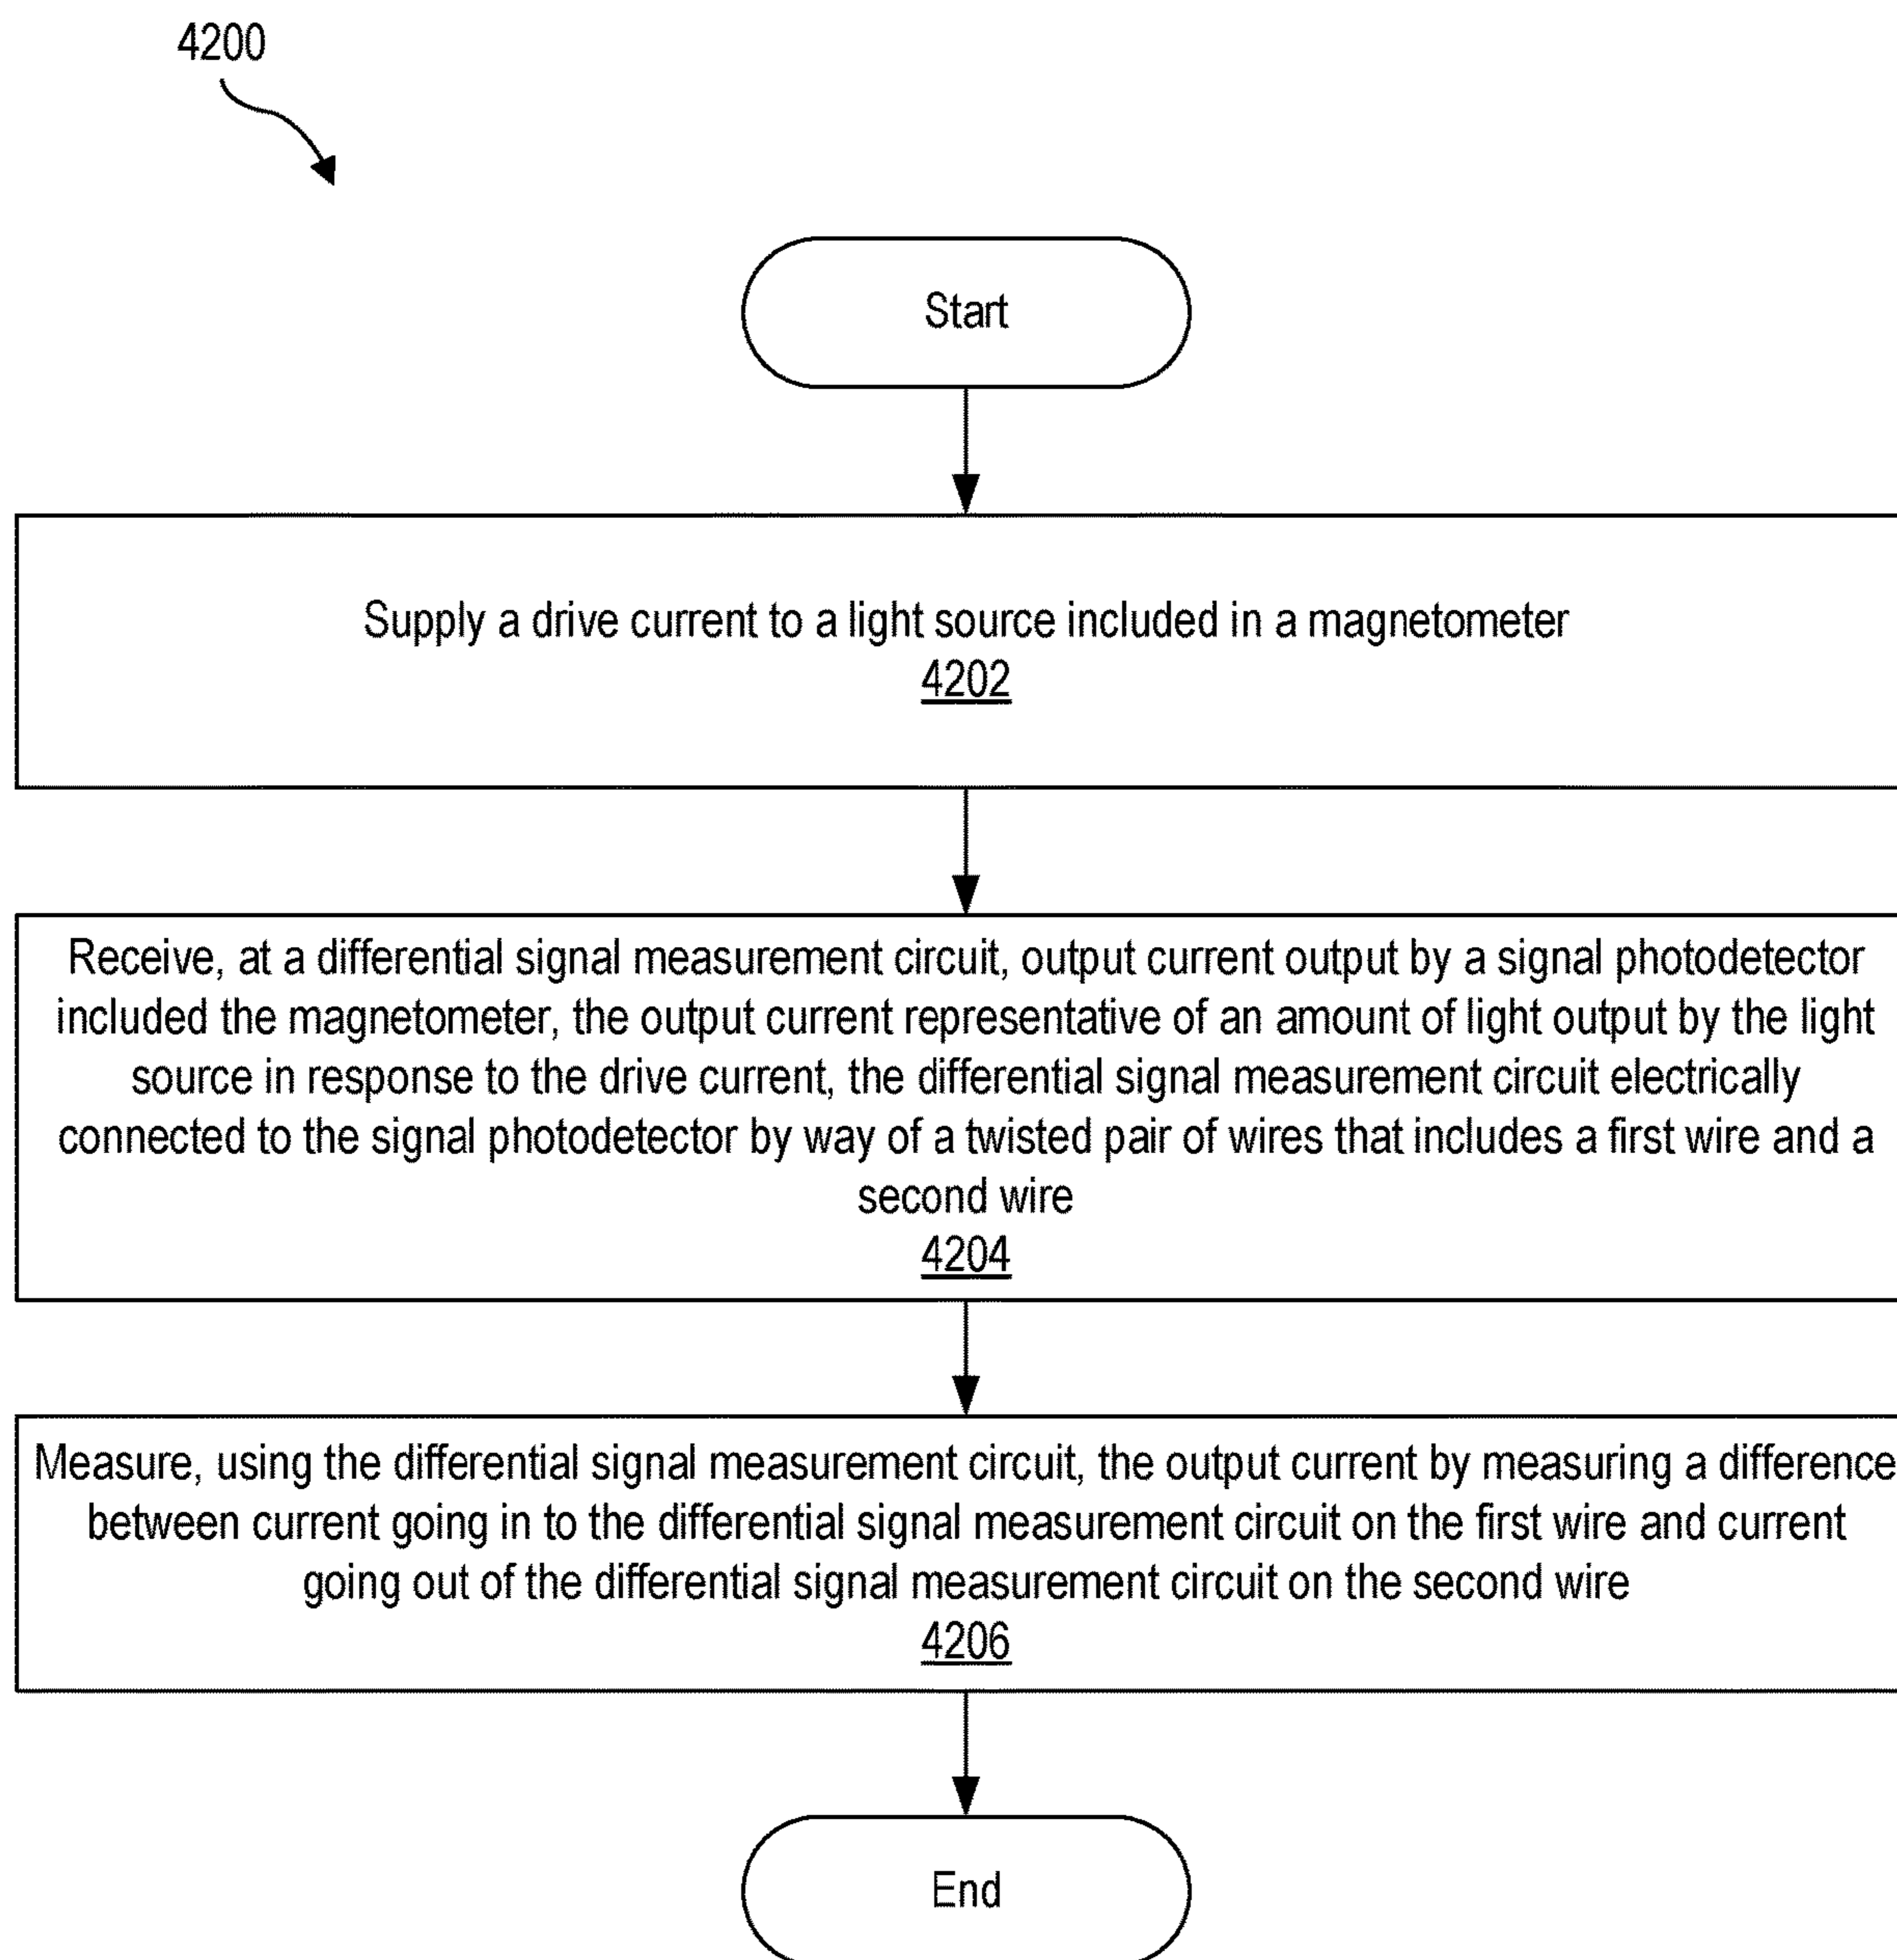 4200
Start
Supply a drive current to a light source included in a magnetometer
4202
Receive, at a differential signal measurement circuit, output current output by a signal photodetector
included the magnetometer, the output current representative of an amount of light output by the light
source in response to the drive current, the differential signal measurement circuit electrically
connected to the signal photodetector by way of a twisted pair of wires that includes a first wire and a
second wire
4204
Measure, using the differential signal measurement circuit, the output current by measuring a difference
between current going in to the differential signal measurement circuit on the first wire and current
going out of the differential signal measurement circuit on the second wire
4206
End